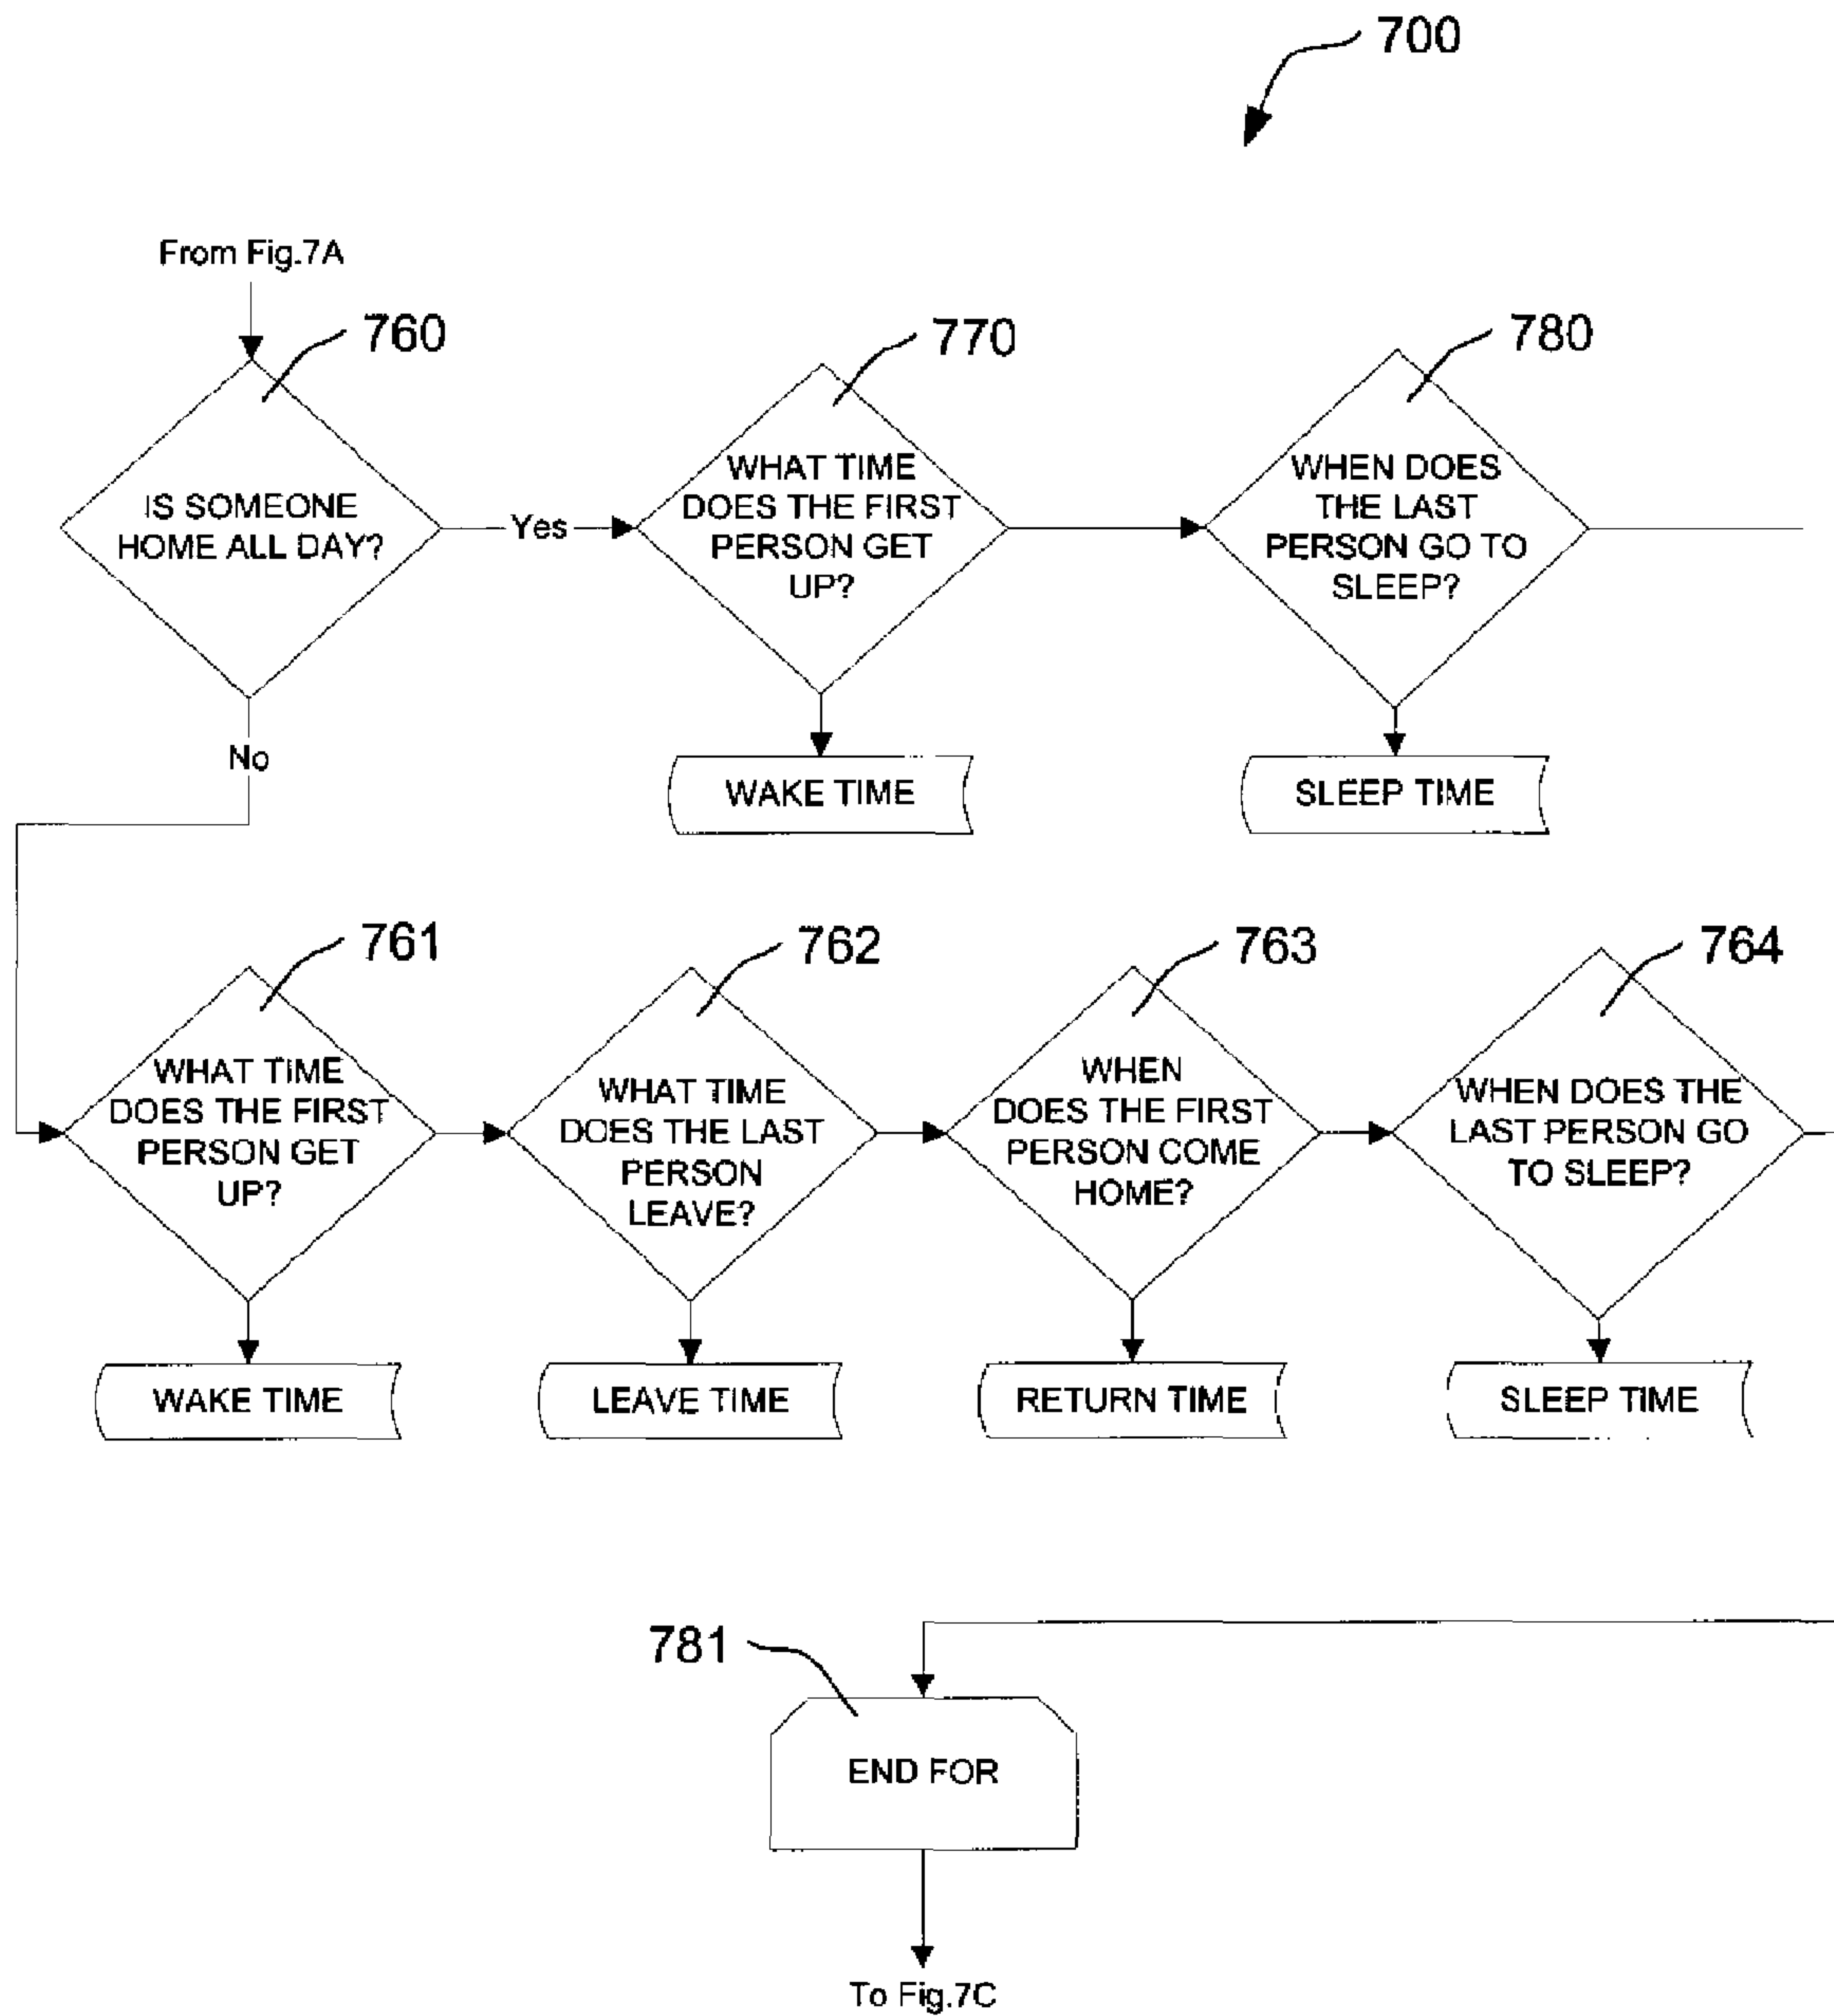 700
From Fig.7A
760
770
780
IS SOMEONE
HOME ALL DAY?
Yes
WHAT TIME
DOES THE FIRST
PERSON GET
UP?
WHEN DOES
THE LAST
PERSON GO TO
SLEEP?
No
WAKE TIME
SLEEP TIME
761
762
763
764
WHAT TIME
DOES THE FIRST
PERSON GET
UP?
WHAT TIME
DOES THE LAST
PERSON
LEAVE?
WHEN
DOES THE FIRST
PERSON COME
HOME?
WHEN DOES THE
LAST PERSON GO
TO SLEEP?
WAKE TIME
LEAVE TIME
RETURN TIME
SLEEP TIME
781
END FOR
To Fig.7C